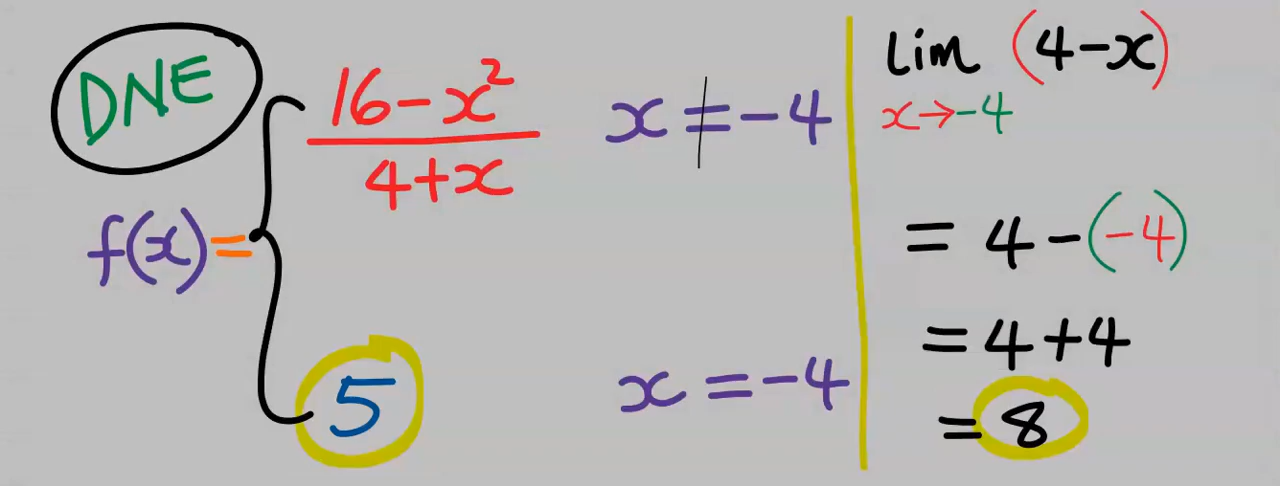 DNE
16-x² / 4+x    x ≠ -4
f(x)=
5    x = -4
Lim (4-x)
x→-4
= 4-(-4)
= 4+4
= 8